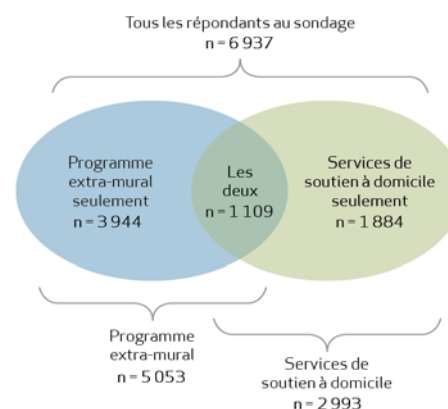 Tous les répondants au sondage
n = 6 937
Programme
extra-mural
seulement
n = 3 944
Les
deux
n = 1 109
Services de
soutien à domicile
seulement
n = 1 884
Programme
extra-mural
n = 5 053
Services de
soutien à domicile
n = 2 993